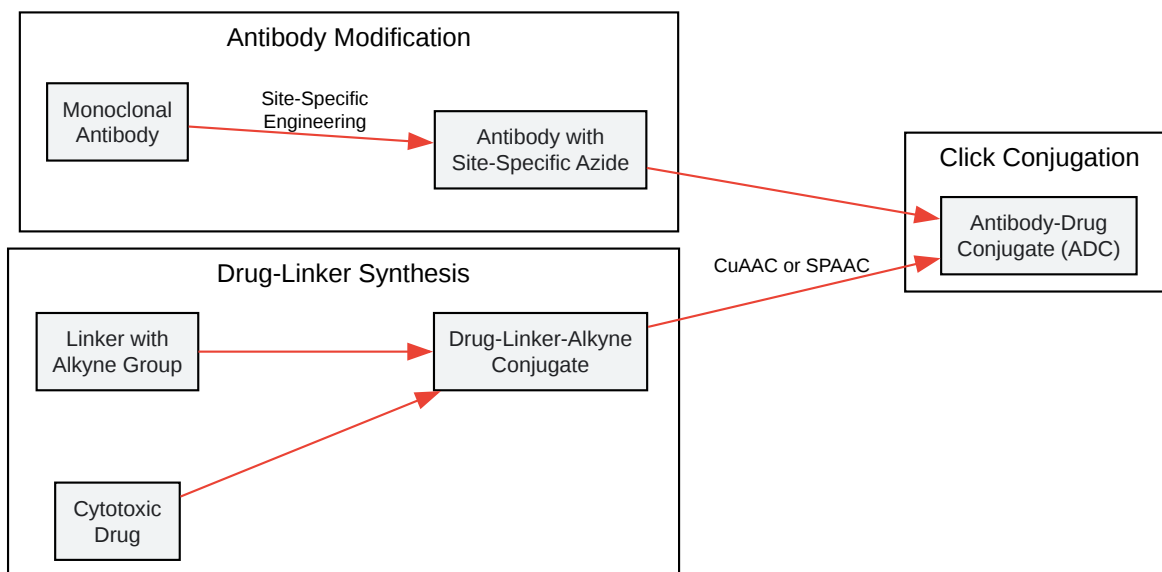 Antibody Modification
Monoclonal
Antibody
Site-Specific
Engineering
Antibody with
Site-Specific Azide
Drug-Linker Synthesis
Linker with
Alkyne Group
Cytotoxic
Drug
Drug-Linker-Alkyne
Conjugate
CuAAC or SPAAC
Click Conjugation
Antibody-Drug
Conjugate (ADC)